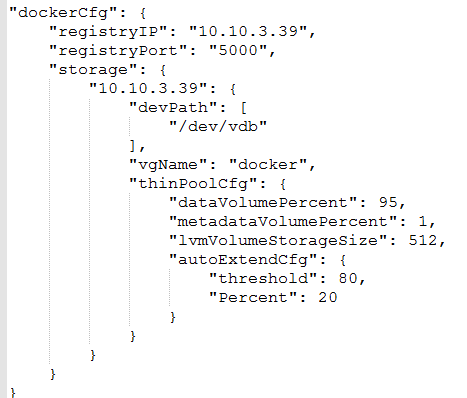 "dockerCfg": {
    "registryIP": "10.10.3.39",
    "registryPort": "5000",
    "storage": {
        "10.10.3.39": {
            "devPath": [
                "/dev/vdb"
            ],
            "vgName": "docker",
            "thinPoolCfg": {
                "dataVolumePercent": 95,
                "metadataVolumePercent": 1,
                "lvmVolumeStorageSize": 512,
                "autoExtendCfg": {
                    "threshold": 80,
                    "Percent": 20
                }
            }
        }
    }
}